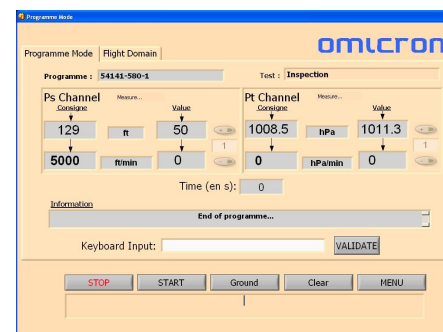 Programme Mode
omicron
Programme Mode Flight Domain
Programme : 54141-580-1 Test : Inspection
Ps Channel Measure... Pt Channel Measure...
Consigne Value Consigne Value
129 ft 50 1008.5 hPa 1011.3
1 1
5000 ft/min 0 0 hPa/min 0
Time (en s): 0
Information
End of programme...
Keyboard Input: VALIDATE
STOP START Ground Clear MENU